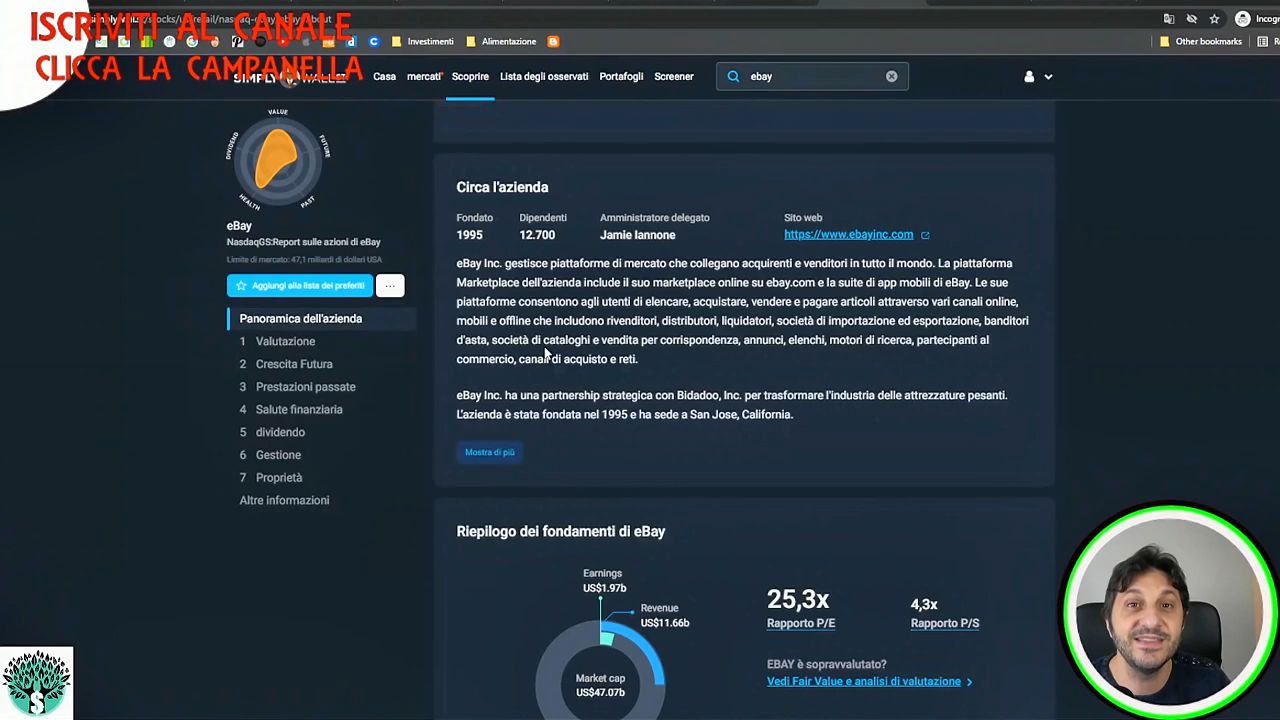 ISCRIVITI AL CANALE
CLICCA LA CAMPANELLA
Incog
Investimenti
Alimentazione
Other bookmarks
Casa
mercati
Scoprire
Lista degli osservati
Portafogli
Screener
ebay
VALUE
FUTURE
PAST
HEALTH
DIVIDEND
eBay
NasdaqGS:Report sulle azioni di eBay
Limite di mercato: 47,1 miliardi di dollari USA
Aggiungi alla lista dei preferiti
...
Panoramica dell'azienda
1 Valutazione
2 Crescita Futura
3 Prestazioni passate
4 Salute finanziaria
5 dividendo
6 Gestione
7 Proprietà
Altre informazioni
Circa l'azienda
Fondato
1995
Dipendenti
12.700
Amministratore delegato
Jamie Iannone
Sito web
https://www.ebayinc.com
eBay Inc. gestisce piattaforme di mercato che collegano acquirenti e venditori in tutto il mondo. La piattaforma
Marketplace dell'azienda include il suo marketplace online su ebay.com e la suite di app mobili di eBay. Le sue
piattaforme consentono agli utenti di elencare, acquistare, vendere e pagare articoli attraverso vari canali online,
mobili e offline che includono rivenditori, distributori, liquidatori, società di importazione ed esportazione, banditori
d'asta, società di cataloghi e vendita per corrispondenza, annunci, elenchi, motori di ricerca, partecipanti al
commercio, canali di acquisto e reti.
eBay Inc. ha una partnership strategica con Bidadoo, Inc. per trasformare l'industria delle attrezzature pesanti.
L'azienda è stata fondata nel 1995 e ha sede a San Jose, California.
Mostra di più
Riepilogo dei fondamenti di eBay
Earnings
US$1.97b
Revenue
US$11.66b
Market cap
US$47.07b
25,3x
Rapporto P/E
4,3x
Rapporto P/S
EBAY è sopravvalutato?
Vedi Fair Value e analisi di valutazione